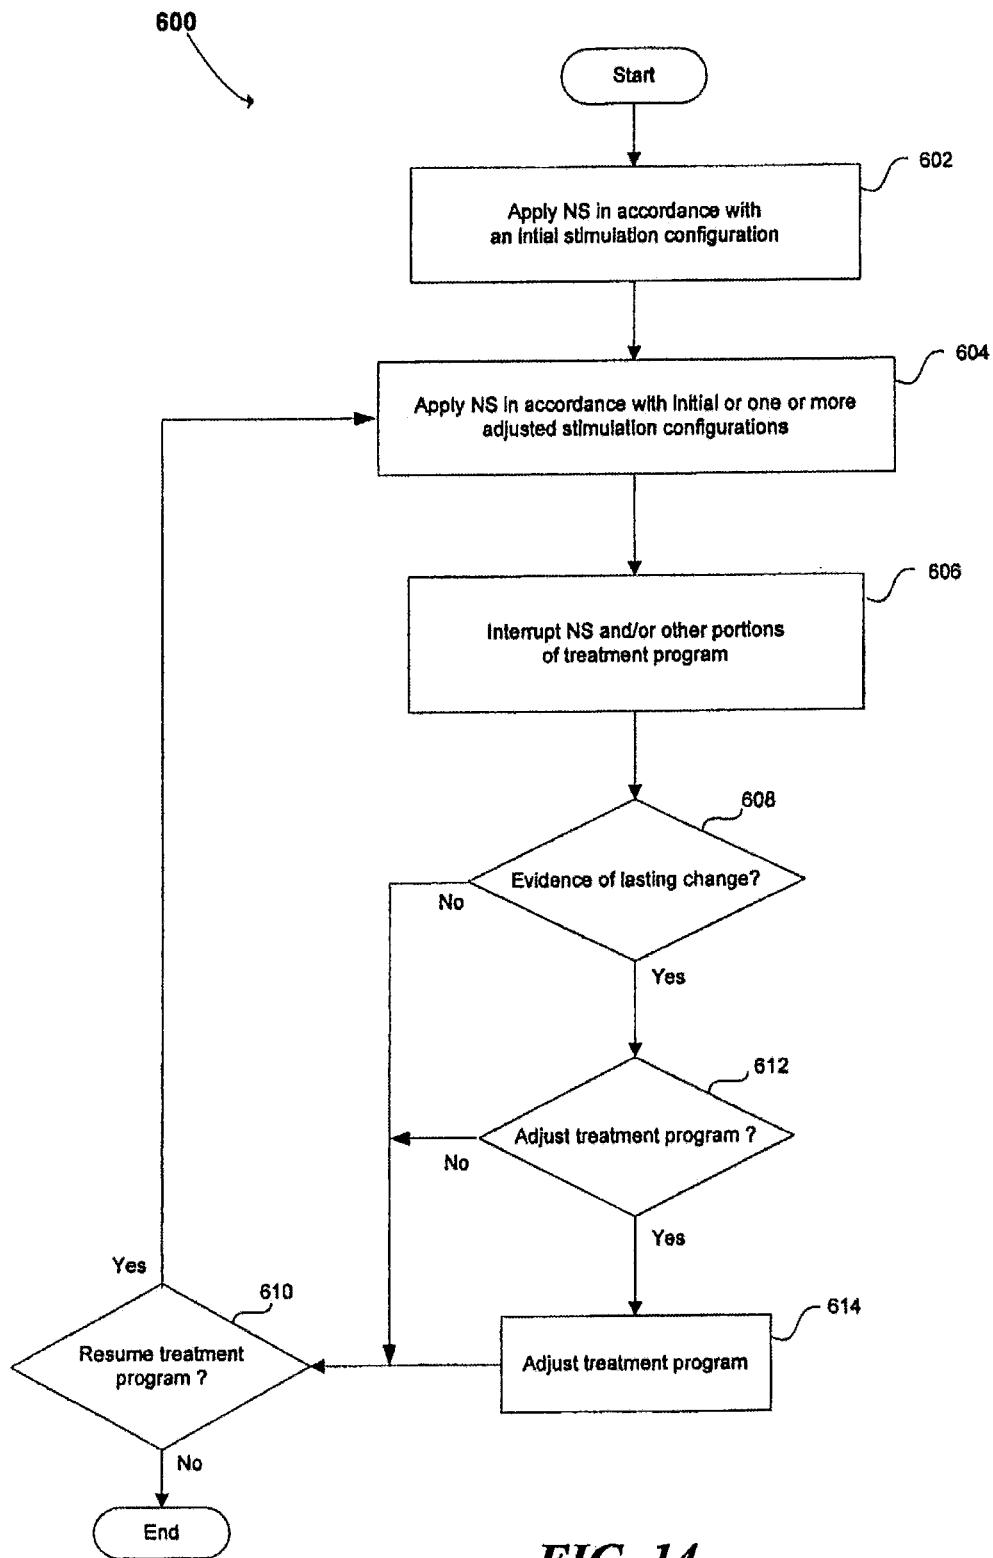 600
Start
602
Apply NS in accordance with
an intial stimulation configuration
604
Apply NS in accordance with initial or one or more
adjusted stimulation configurations
606
Interrupt NS and/or other portions
of treatment program
608
Evidence of lasting change?
No
Yes
612
Adjust treatment program ?
No
Yes
Yes
610
614
Resume treatment
program ?
Adjust treatment program
No
End
FIG. 14